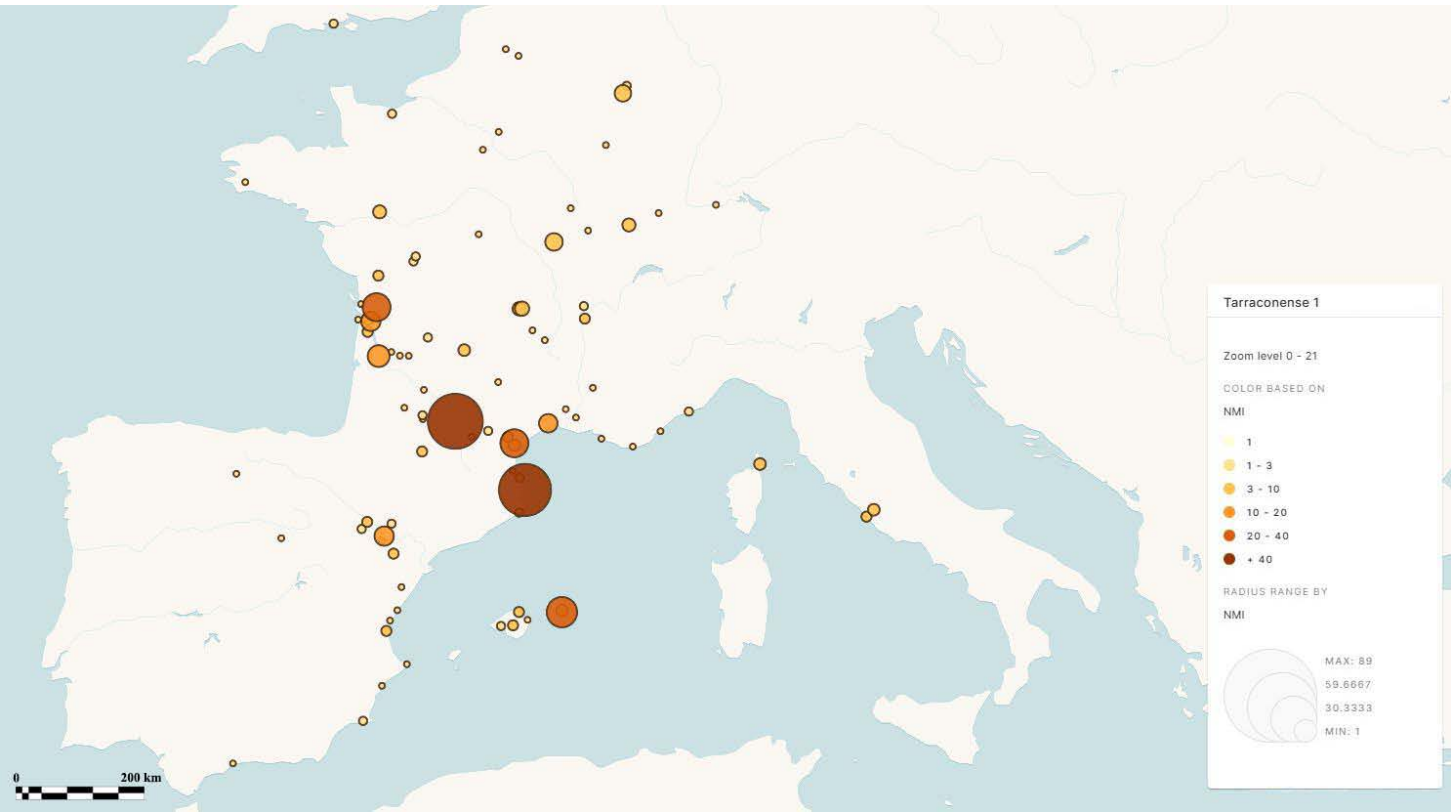 Tarraconense 1
Zoom level 0 - 21
COLOR BASED ON
NMI
1
1 - 3
3 - 10
10 - 20
20 - 40
+ 40
RADIUS RANGE BY
NMI
MAX: 89
59.6667
30.3333
MIN: 1
0 200 km